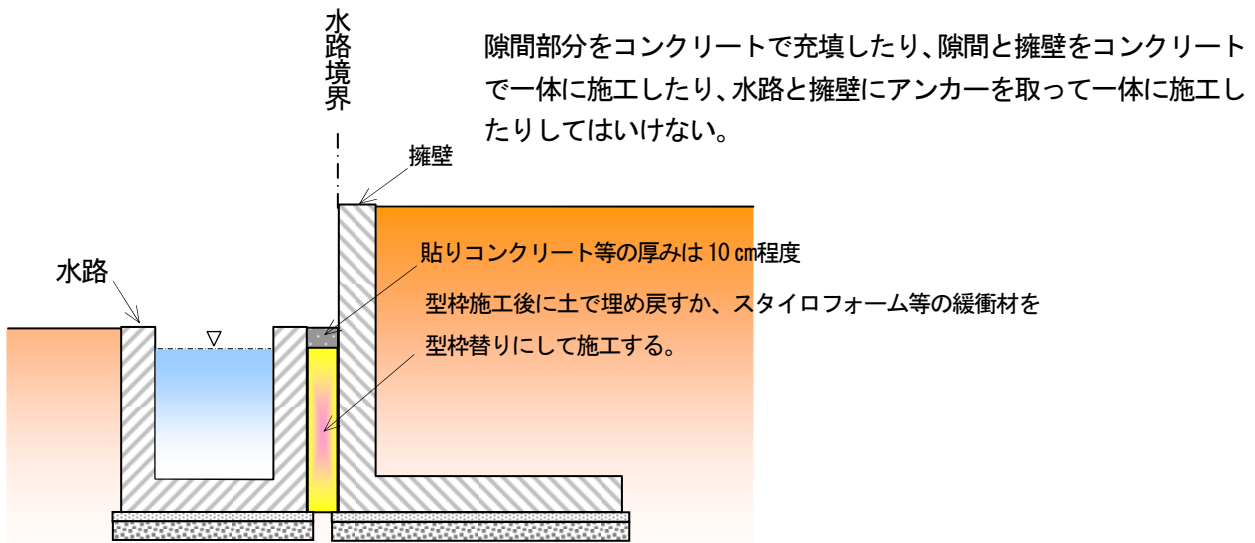 水路境界
隙間部分をコンクリートで充填したり、隙間と擁壁をコンクリート
で一体に施工したり、水路と擁壁にアンカーを取って一体に施工し
たりしてはいけない。
擁壁
貼りコンクリート等の厚みは10㎝程度
水路
型枠施工後に土で埋め戻すか、スタイロフォーム等の緩衝材を
型枠替りにして施工する。